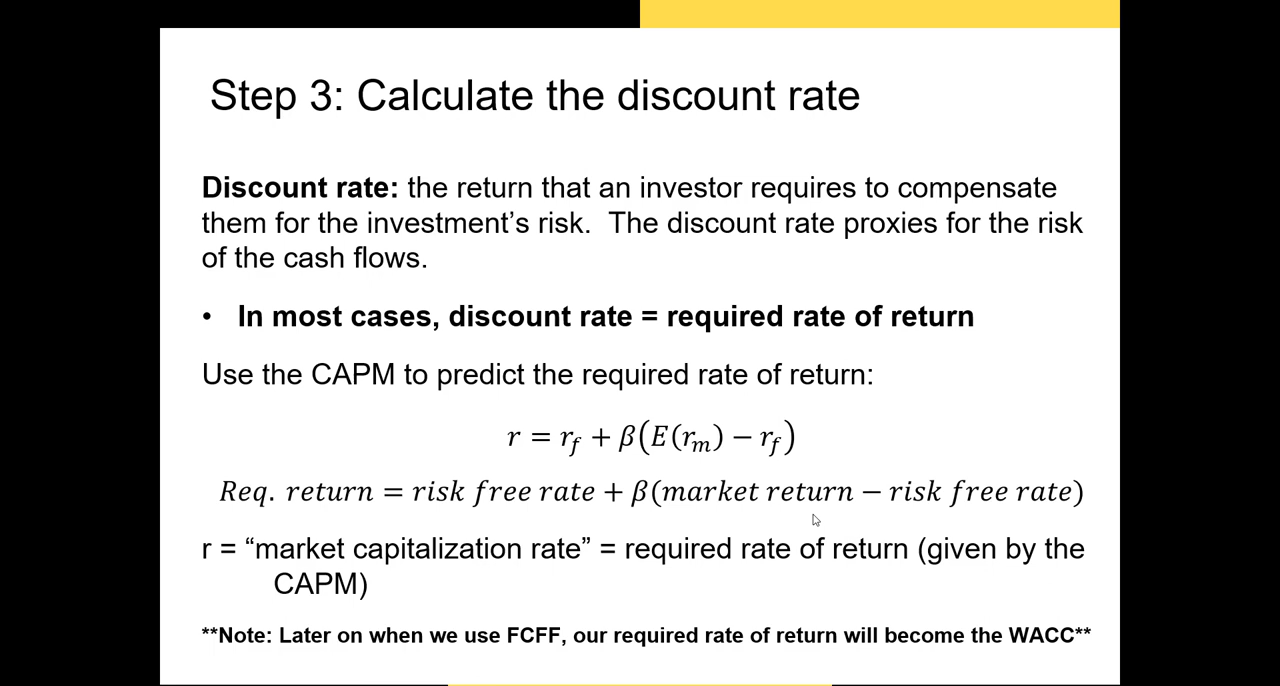 Step 3: Calculate the discount rate
Discount rate: the return that an investor requires to compensate
them for the investment’s risk.  The discount rate proxies for the risk
of the cash flows.
• In most cases, discount rate = required rate of return
Use the CAPM to predict the required rate of return:
r = r_f + β(E(r_m) − r_f)
Req. return = risk free rate + β(market return − risk free rate)
r = “market capitalization rate” = required rate of return (given by the
CAPM)
**Note: Later on when we use FCFF, our required rate of return will become the WACC**